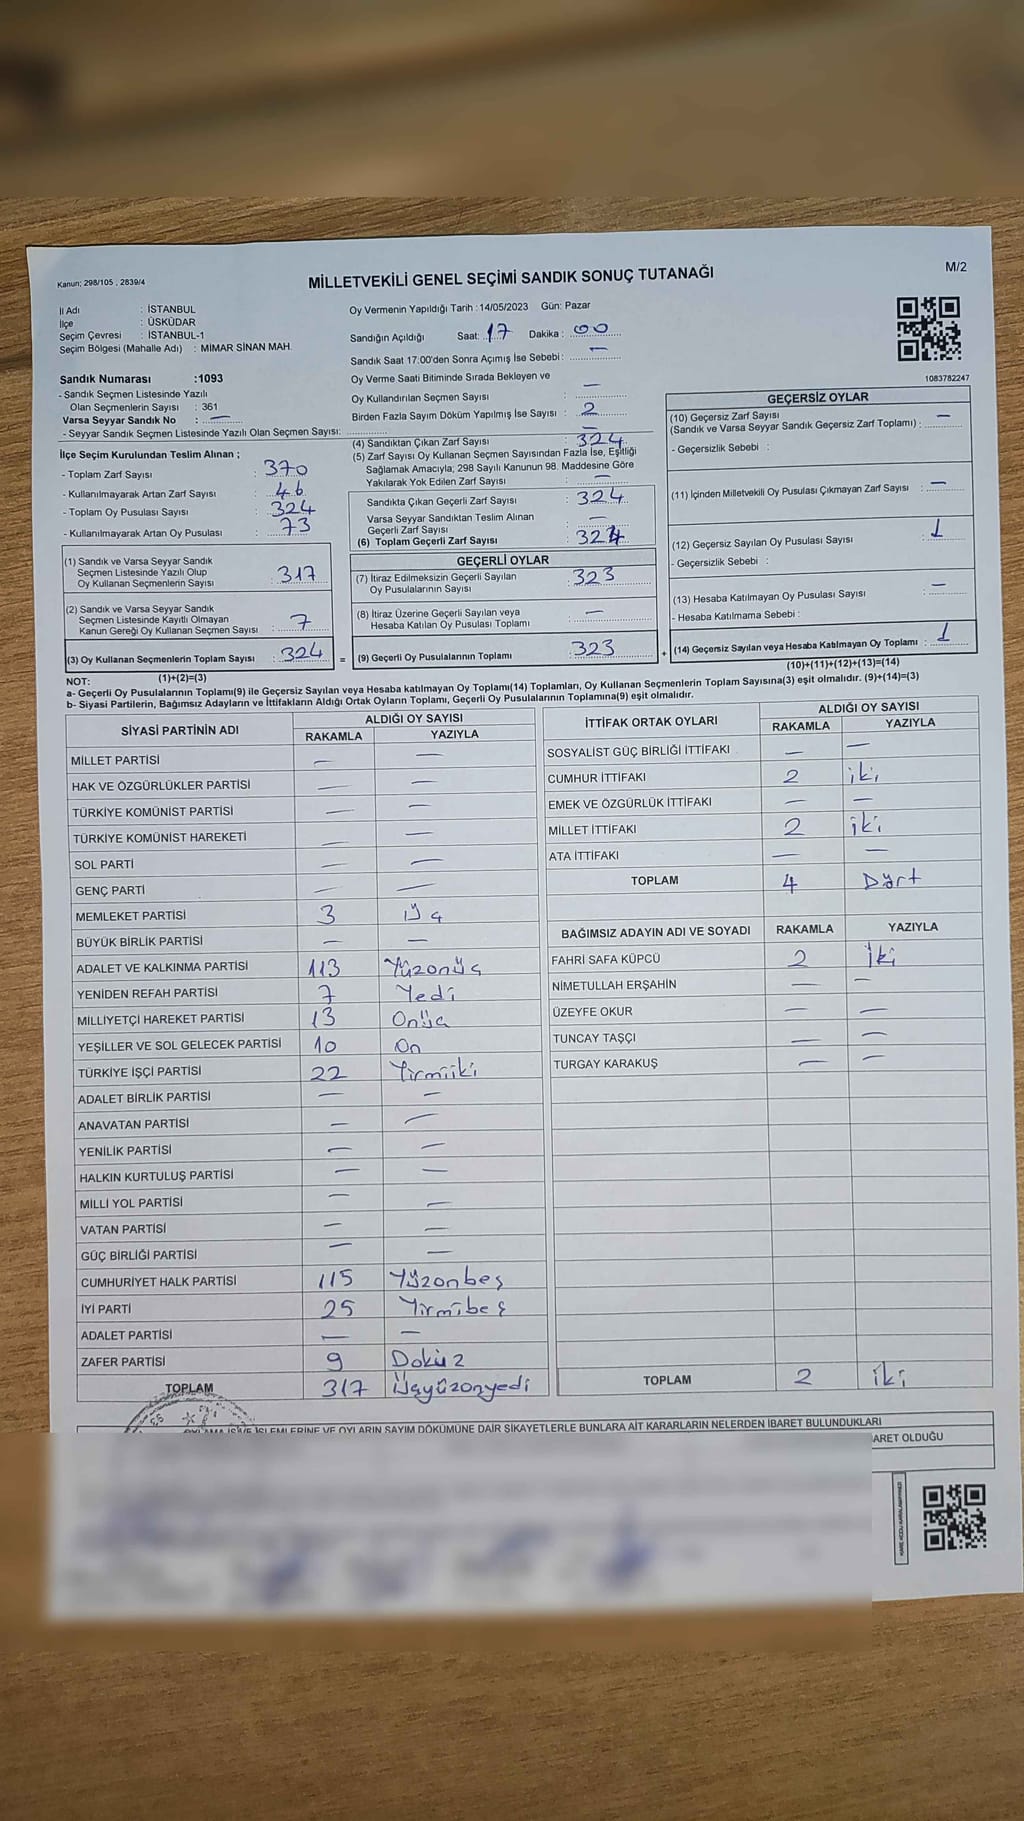 Kanun; 298/105 , 2839/4
MİLLETVEKİLİ GENEL SEÇİMİ SANDIK SONUÇ TUTANAĞI
M/2
İl Adı : İSTANBUL
İlçe : ÜSKÜDAR
Seçim Çevresi : İSTANBUL-1
Seçim Bölgesi (Mahalle Adı) : MİMAR SİNAN MAH.
Sandık Numarası :1093
- Sandık Seçmen Listesinde Yazılı
Olan Seçmenlerin Sayısı : 361
Varsa Seyyar Sandık No : —
- Seyyar Sandık Seçmen Listesinde Yazılı Olan Seçmen Sayısı:
İlçe Seçim Kurulundan Teslim Alınan ;
- Toplam Zarf Sayısı : 370
- Kullanılmayarak Artan Zarf Sayısı : 46
- Toplam Oy Pusulası Sayısı : 324
- Kullanılmayarak Artan Oy Pusulası : 73
(1) Sandık ve Varsa Seyyar Sandık
Seçmen Listesinde Yazılı Olup
Oy Kullanan Seçmenlerin Sayısı : 317
(2) Sandık ve Varsa Seyyar Sandık
Seçmen Listesinde Kayıtlı Olmayan
Kanun Gereği Oy Kullanan Seçmen Sayısı : 7
(3) Oy Kullanan Seçmenlerin Toplam Sayısı : 324
(1)+(2)=(3)
Oy Vermenin Yapıldığı Tarih :14/05/2023 Gün: Pazar
Sandığın Açıldığı Saat: 17 Dakika : 00
Sandık Saat 17:00'den Sonra Açımış İse Sebebi : —
Oy Verme Saati Bitiminde Sırada Bekleyen ve
Oy Kullandırılan Seçmen Sayısı : —
Birden Fazla Sayım Döküm Yapılmış İse Sayısı : 2
—
(4) Sandıktan Çıkan Zarf Sayısı : 324
(5) Zarf Sayısı Oy Kullanan Seçmen Sayısından Fazla İse, Eşitliği
Sağlamak Amacıyla; 298 Sayılı Kanunun 98. Maddesine Göre
Yakılarak Yok Edilen Zarf Sayısı : —
Sandıkta Çıkan Geçerli Zarf Sayısı : 324
Varsa Seyyar Sandıktan Teslim Alınan
Geçerli Zarf Sayısı : —
(6) Toplam Geçerli Zarf Sayısı : 324
GEÇERLİ OYLAR
(7) İtiraz Edilmeksizin Geçerli Sayılan
Oy Pusulalarının Sayısı : 323
(8) İtiraz Üzerine Geçerli Sayılan veya
Hesaba Katılan Oy Pusulası Toplamı : —
= (9) Geçerli Oy Pusulalarının Toplamı : 323
1083782247
GEÇERSİZ OYLAR
(10) Geçersiz Zarf Sayısı
(Sandık ve Varsa Seyyar Sandık Geçersiz Zarf Toplamı) : —
- Geçersizlik Sebebi :
(11) İçinden Milletvekili Oy Pusulası Çıkmayan Zarf Sayısı : —
(12) Geçersiz Sayılan Oy Pusulası Sayısı : 1
- Geçersizlik Sebebi :
(13) Hesaba Katılmayan Oy Pusulası Sayısı : —
- Hesaba Katılmama Sebebi :
+ (14) Geçersiz Sayılan veya Hesaba Katılmayan Oy Toplamı : 1
(10)+(11)+(12)+(13)=(14)
NOT:
a- Geçerli Oy Pusulalarının Toplamı(9) ile Geçersiz Sayılan veya Hesaba katılmayan Oy Toplamı(14) Toplamları, Oy Kullanan Seçmenlerin Toplam Sayısına(3) eşit olmalıdır. (9)+(14)=(3)
b- Siyasi Partilerin, Bağımsız Adayların ve İttifakların Aldığı Ortak Oyların Toplamı, Geçerli Oy Pusulalarının Toplamına(9) eşit olmalıdır.
SİYASİ PARTİNİN ADI ALDIĞI OY SAYISI
RAKAMLA YAZIYLA
MİLLET PARTİSİ — —
HAK VE ÖZGÜRLÜKLER PARTİSİ — —
TÜRKİYE KOMÜNİST PARTİSİ — —
TÜRKİYE KOMÜNİST HAREKETİ — —
SOL PARTİ — —
GENÇ PARTİ — —
MEMLEKET PARTİSİ 3 Üç
BÜYÜK BİRLİK PARTİSİ — —
ADALET VE KALKINMA PARTİSİ 113 Yüzonüç
YENİDEN REFAH PARTİSİ 7 Yedi
MİLLİYETÇİ HAREKET PARTİSİ 13 Onüç
YEŞİLLER VE SOL GELECEK PARTİSİ 10 On
TÜRKİYE İŞÇİ PARTİSİ 22 Yirmiiki
ADALET BİRLİK PARTİSİ — —
ANAVATAN PARTİSİ — —
YENİLİK PARTİSİ — —
HALKIN KURTULUŞ PARTİSİ — —
MİLLİ YOL PARTİSİ — —
VATAN PARTİSİ — —
GÜÇ BİRLİĞİ PARTİSİ — —
CUMHURİYET HALK PARTİSİ 115 Yüzonbeş
İYİ PARTİ 25 Yirmibeş
ADALET PARTİSİ — —
ZAFER PARTİSİ 9 Dokuz
TOPLAM 317 Üçyüzonyedi
İTTİFAK ORTAK OYLARI ALDIĞI OY SAYISI
RAKAMLA YAZIYLA
SOSYALİST GÜÇ BİRLİĞİ İTTİFAKI — —
CUMHUR İTTİFAKI 2 iki
EMEK VE ÖZGÜRLÜK İTTİFAKI — —
MİLLET İTTİFAKI 2 iki
ATA İTTİFAKI — —
TOPLAM 4 Dört
BAĞIMSIZ ADAYIN ADI VE SOYADI RAKAMLA YAZIYLA
FAHRİ SAFA KÜPCÜ 2 İki
NİMETULLAH ERŞAHİN — —
ÜZEYFE OKUR — —
TUNCAY TAŞÇI — —
TURGAY KARAKUŞ — —
TOPLAM 2 iki
İŞLEMLERİNE VE OYLARIN SAYIM DÖKÜMÜNE DAİR ŞİKAYETLERLE BUNLARA AİT KARARLARIN NELERDEN İBARET BULUNDUKLARI
ARET OLDUĞU